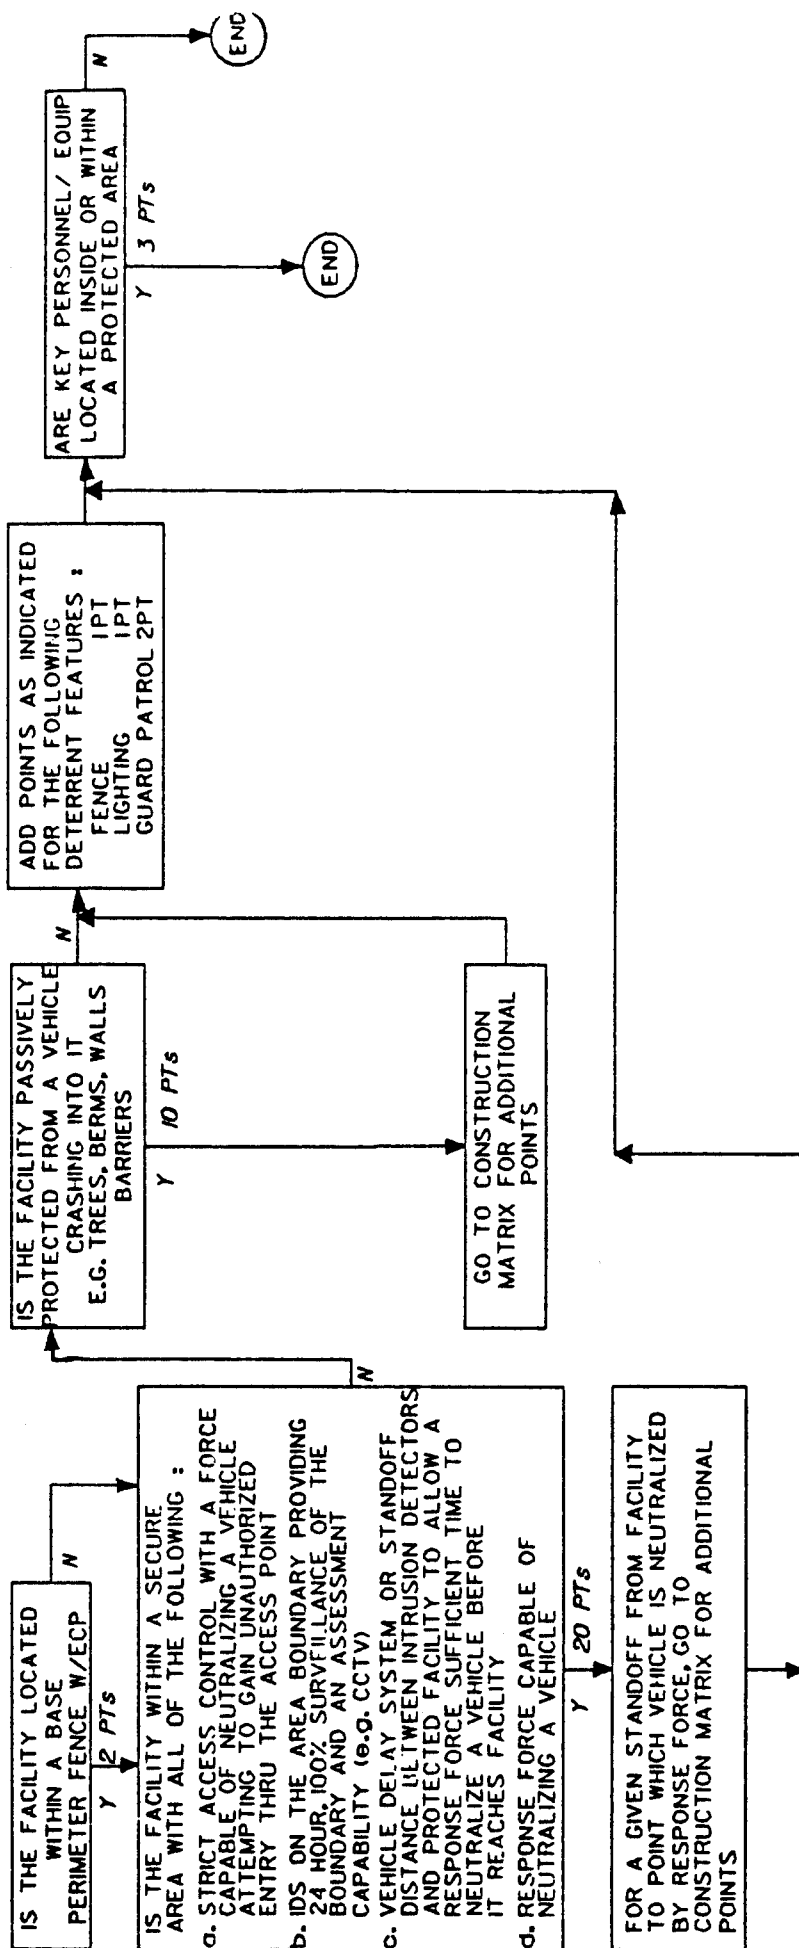 IS THE FACILITY LOCATED
WITHIN A BASE
PERIMETER FENCE W/ECP
Y
2 PTs
N
IS THE FACILITY WITHIN A SECURE
AREA WITH ALL OF THE FOLLOWING :
a. STRICT ACCESS CONTROL WITH A FORCE
CAPABLE OF NEUTRALIZING A VEHICLE
ATTEMPTING TO GAIN UNAUTHORIZED
ENTRY THRU THE ACCESS POINT
b. IDS ON THE AREA BOUNDARY PROVIDING
24 HOUR, 100% SURVEILLANCE OF THE
BOUNDARY AND AN ASSESSMENT
CAPABILITY (e.g. CCTV)
c. VEHICLE DELAY SYSTEM OR STANDOFF
DISTANCE BETWEEN INTRUSION DETECTORS
AND PROTECTED FACILITY TO ALLOW A
RESPONSE FORCE SUFFICIENT TIME TO
NEUTRALIZE A VEHICLE BEFORE
IT REACHES FACILITY
d. RESPONSE FORCE CAPABLE OF
NEUTRALIZING A VEHICLE
N
Y
20 PTs
FOR A GIVEN STANDOFF FROM FACILITY
TO POINT WHICH VEHICLE IS NEUTRALIZED
BY RESPONSE FORCE, GO TO
CONSTRUCTION MATRIX FOR ADDITIONAL
POINTS
IS THE FACILITY PASSIVELY
PROTECTED FROM A VEHICLE
CRASHING INTO IT
E.G. TREES, BERMS, WALLS
BARRIERS
N
Y
10 PTs
GO TO CONSTRUCTION
MATRIX FOR ADDITIONAL
POINTS
ADD POINTS AS INDICATED
FOR THE FOLLOWING
DETERRENT FEATURES :
FENCE 1PT
LIGHTING 1PT
GUARD PATROL 2PT
ARE KEY PERSONNEL/ EQUIP
LOCATED INSIDE OR WITHIN
A PROTECTED AREA
Y
3 PTs
END
N
END